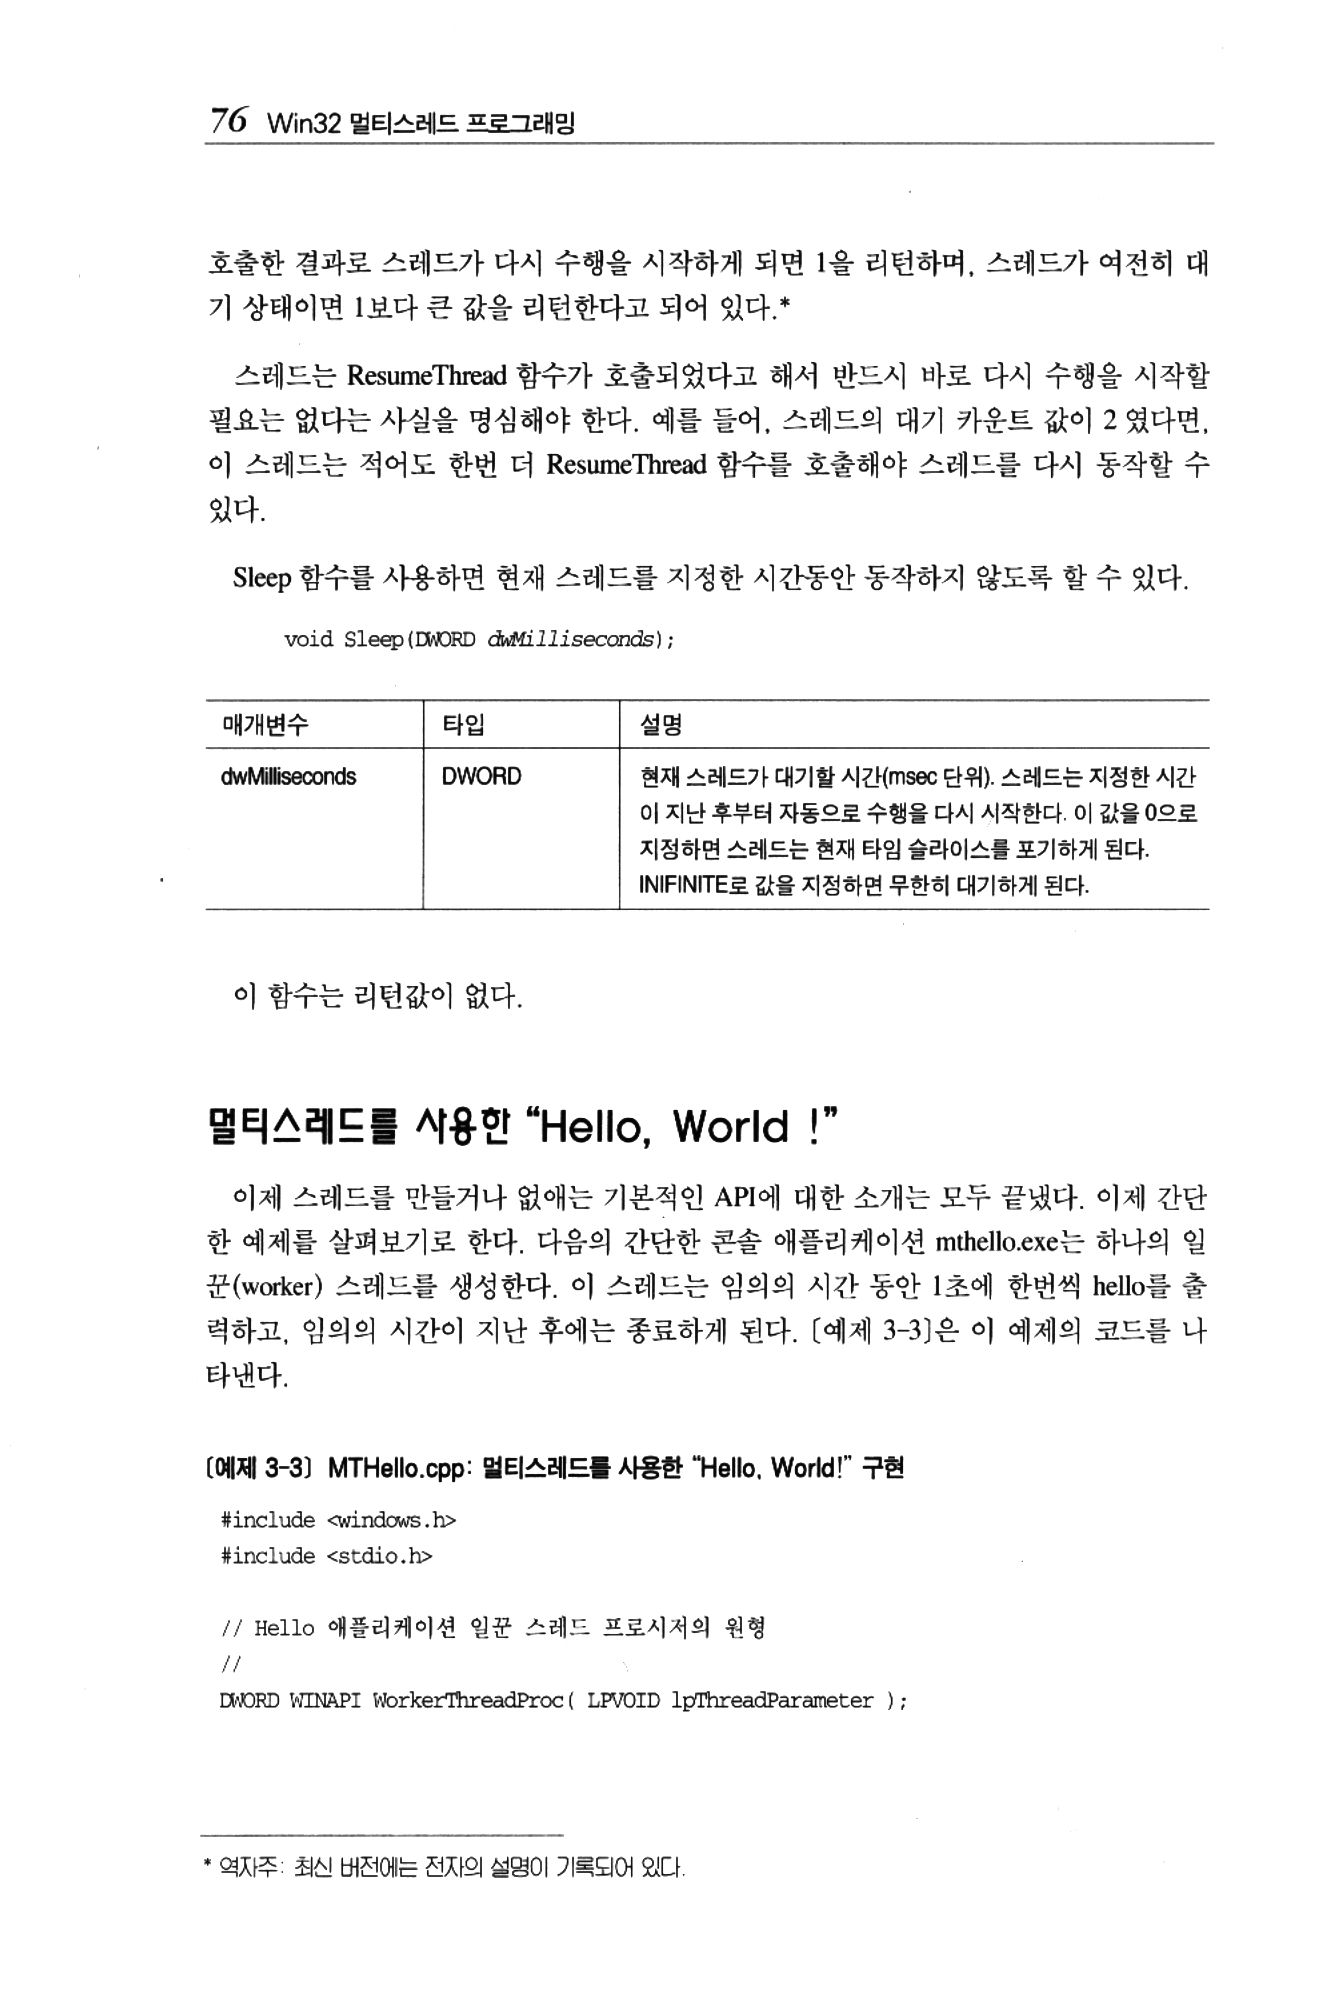 76 Win32 멀티스레드 프로그래밍
호출한 결과로 스레드가 다시 수행을 시작하게 되면 1을 리턴하며, 스레드가 여전히 대
기 상태이면 1보다 큰 값을 리턴한다고 되어 있다.*
스레드는 ResumeThread 함수가 호출되었다고 해서 반드시 바로 다시 수행을 시작할
필요는 없다는 사실을 명심해야 한다. 예를 들어, 스레드의 대기 카운트 값이 2 였다면,
이 스레드는 적어도 한번 더 ResumeThread 함수를 호출해야 스레드를 다시 동작할 수
있다.
Sleep 함수를 사용하면 현재 스레드를 지정한 시간동안 동작하지 않도록 할 수 있다.
void Sleep(DWORD dwMilliseconds);
매개변수 타입 설명
dwMilliseconds DWORD 현재 스레드가 대기할 시간(msec 단위). 스레드는 지정한 시간
이 지난 후부터 자동으로 수행을 다시 시작한다. 이 값을 0으로
지정하면 스레드는 현재 타임 슬라이스를 포기하게 된다.
INIFINITE로 값을 지정하면 무한히 대기하게 된다.
이 함수는 리턴값이 없다.
멀티스레드를 사용한 “Hello, World !”
이제 스레드를 만들거나 없애는 기본적인 API에 대한 소개는 모두 끝냈다. 이제 간단
한 예제를 살펴보기로 한다. 다음의 간단한 콘솔 애플리케이션 mthello.exe는 하나의 일
꾼(worker) 스레드를 생성한다. 이 스레드는 임의의 시간 동안 1초에 한번씩 hello를 출
력하고, 임의의 시간이 지난 후에는 종료하게 된다. [예제 3-3]은 이 예제의 코드를 나
타낸다.
[예제 3-3] MTHello.cpp: 멀티스레드를 사용한 “Hello, World!” 구현
#include <windows.h>
#include <stdio.h>
// Hello 애플리케이션 일꾼 스레드 프로시저의 원형
//
DWORD WINAPI WorkerThreadProc( LPVOID lpThreadParameter );
* 역자주: 최신 버전에는 전자의 설명이 기록되어 있다.